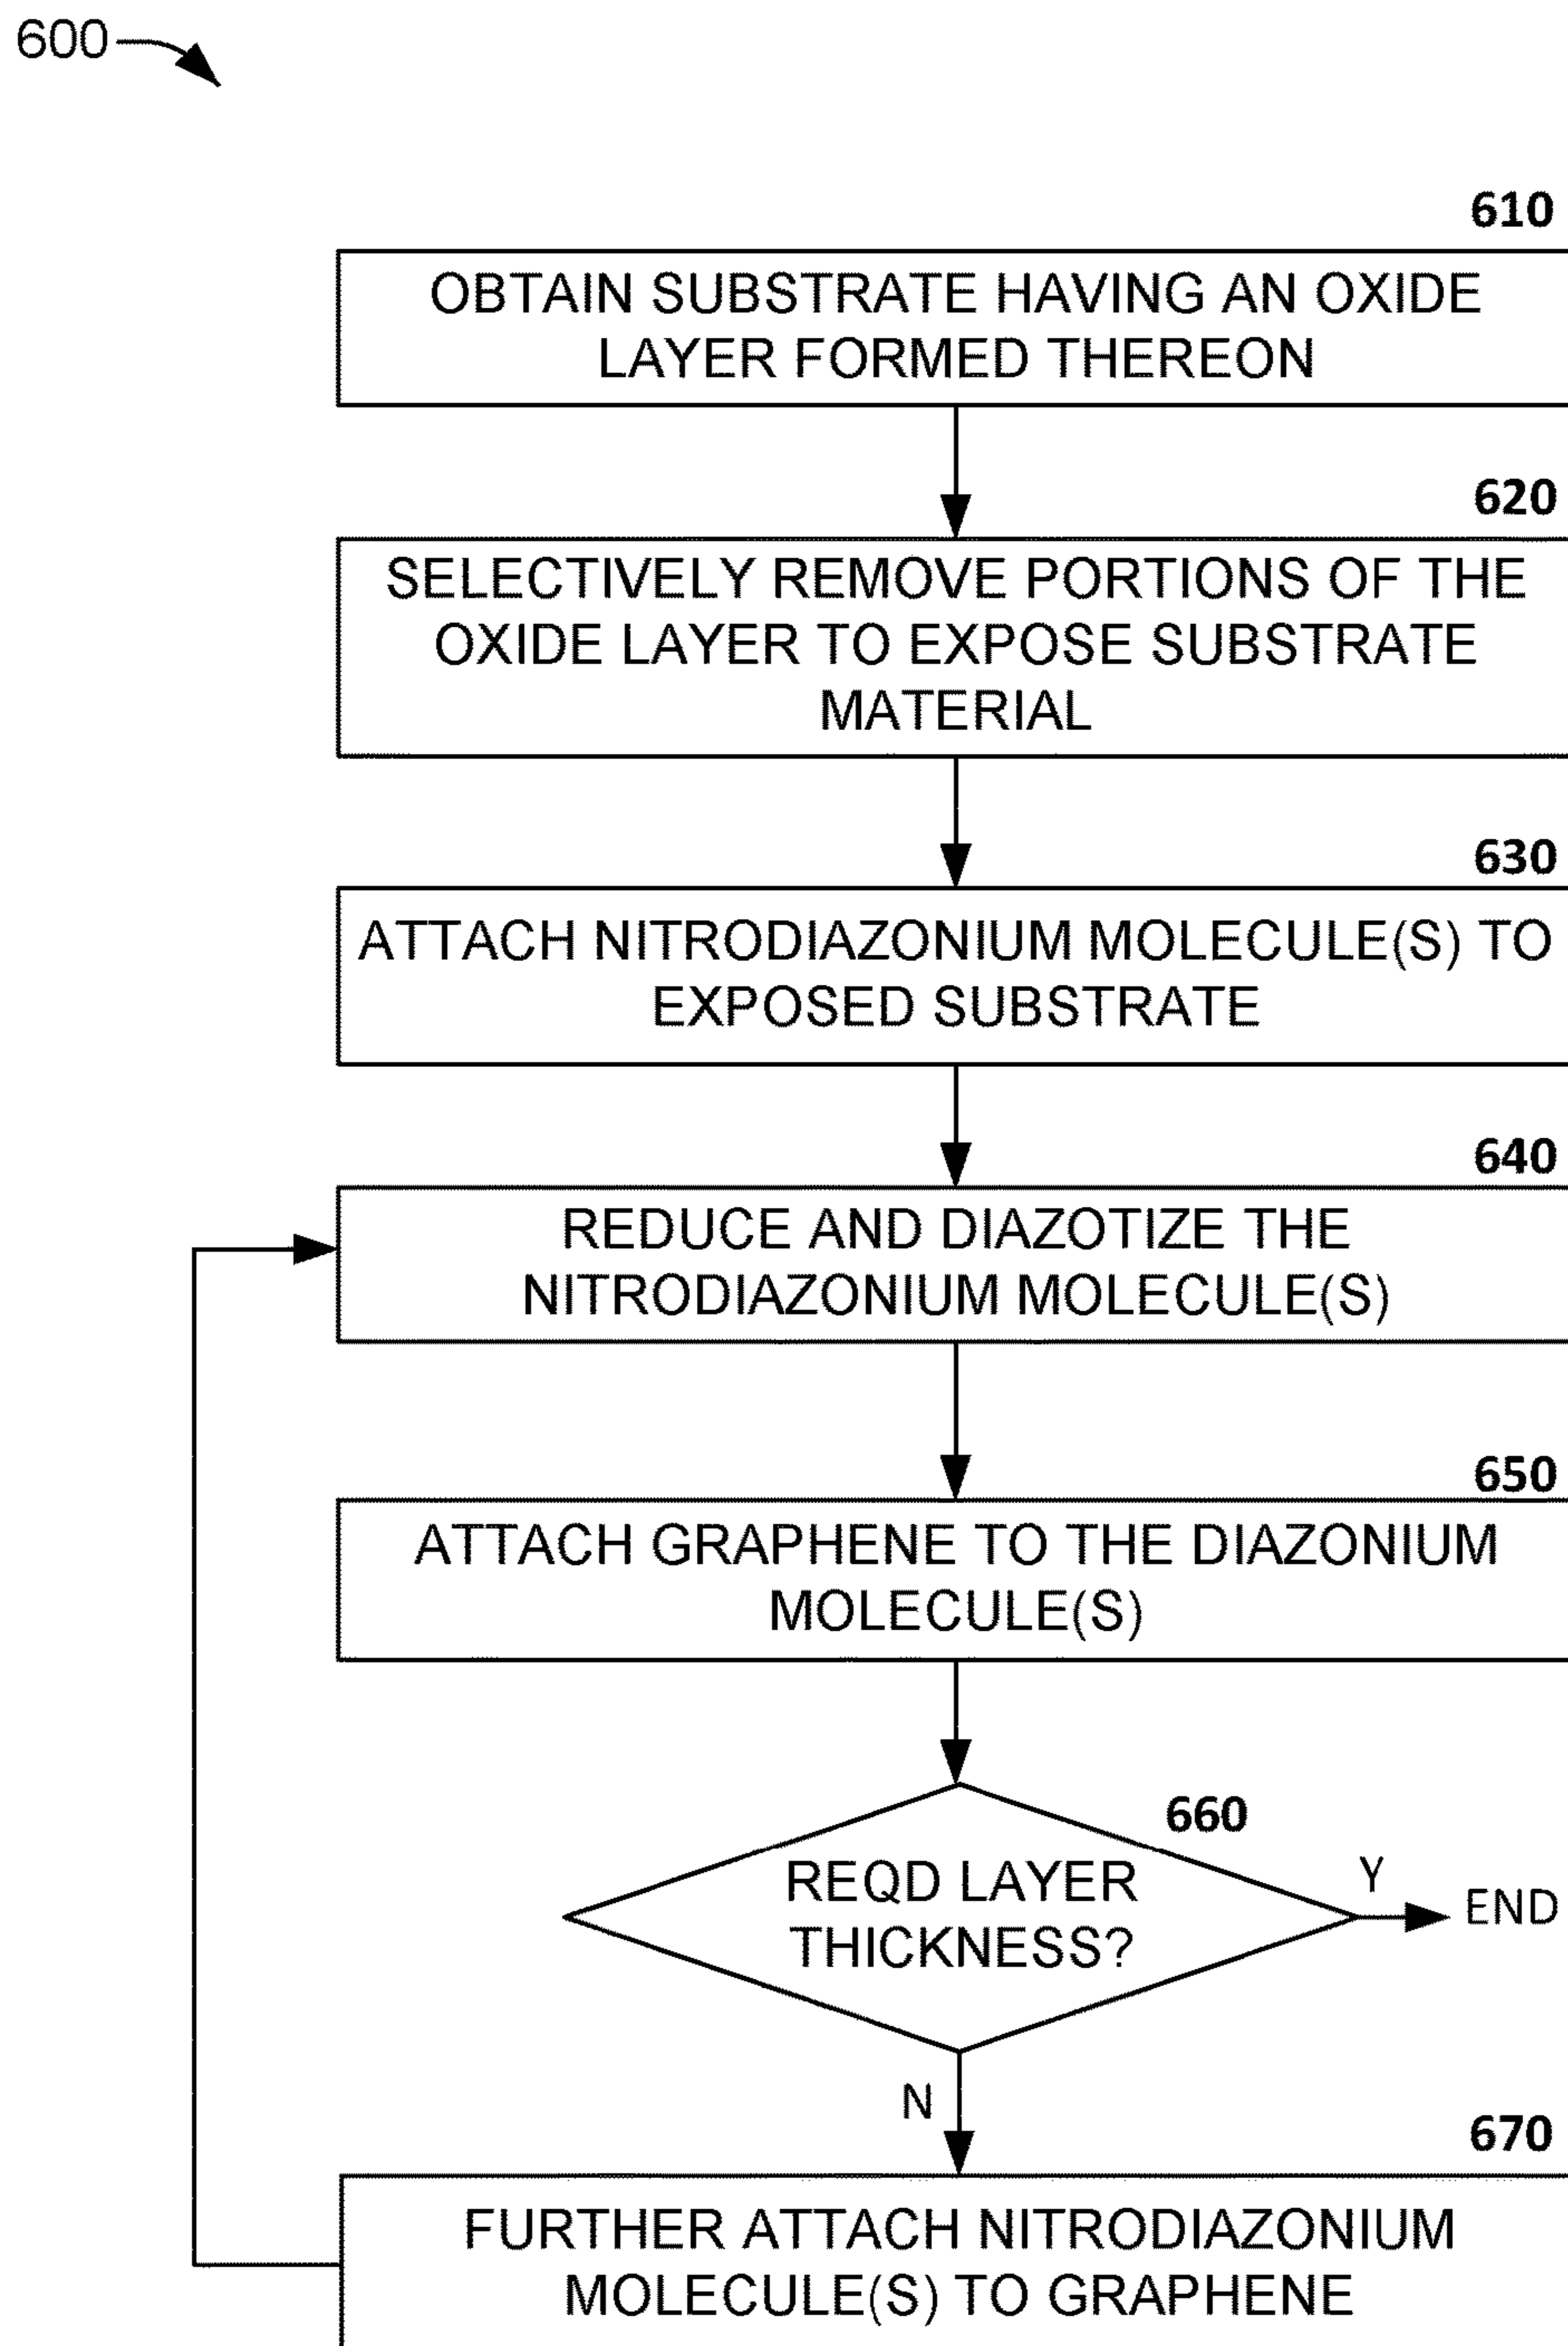 600
610
OBTAIN SUBSTRATE HAVING AN OXIDE
LAYER FORMED THEREON
620
SELECTIVELY REMOVE PORTIONS OF THE
OXIDE LAYER TO EXPOSE SUBSTRATE
MATERIAL
630
ATTACH NITRODIAZONIUM MOLECULE(S) TO
EXPOSED SUBSTRATE
640
REDUCE AND DIAZOTIZE THE
NITRODIAZONIUM MOLECULE(S)
650
ATTACH GRAPHENE TO THE DIAZONIUM
MOLECULE(S)
660
REQD LAYER
THICKNESS?
Y
END
N
670
FURTHER ATTACH NITRODIAZONIUM
MOLECULE(S) TO GRAPHENE